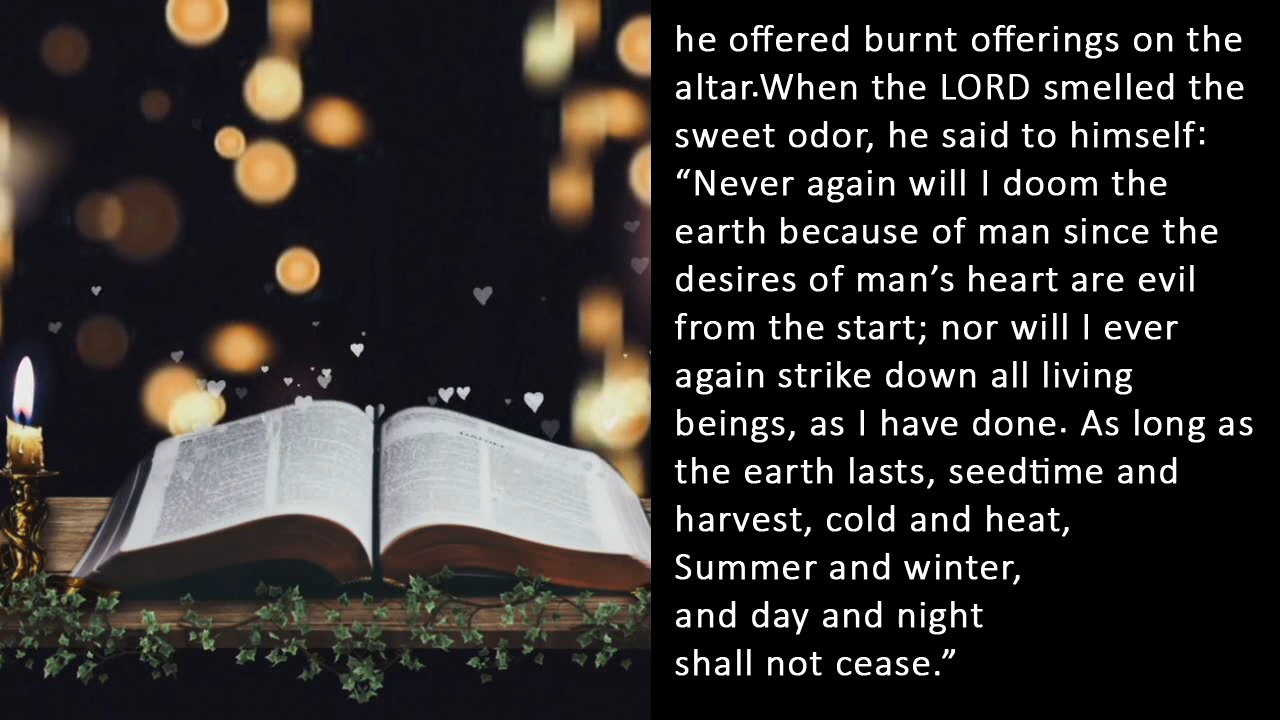 he offered burnt offerings on the
altar.When the LORD smelled the
sweet odor, he said to himself:
“Never again will I doom the
earth because of man since the
desires of man’s heart are evil
from the start; nor will I ever
again strike down all living
beings, as I have done. As long as
the earth lasts, seedtime and
harvest, cold and heat,
Summer and winter,
and day and night
shall not cease.”